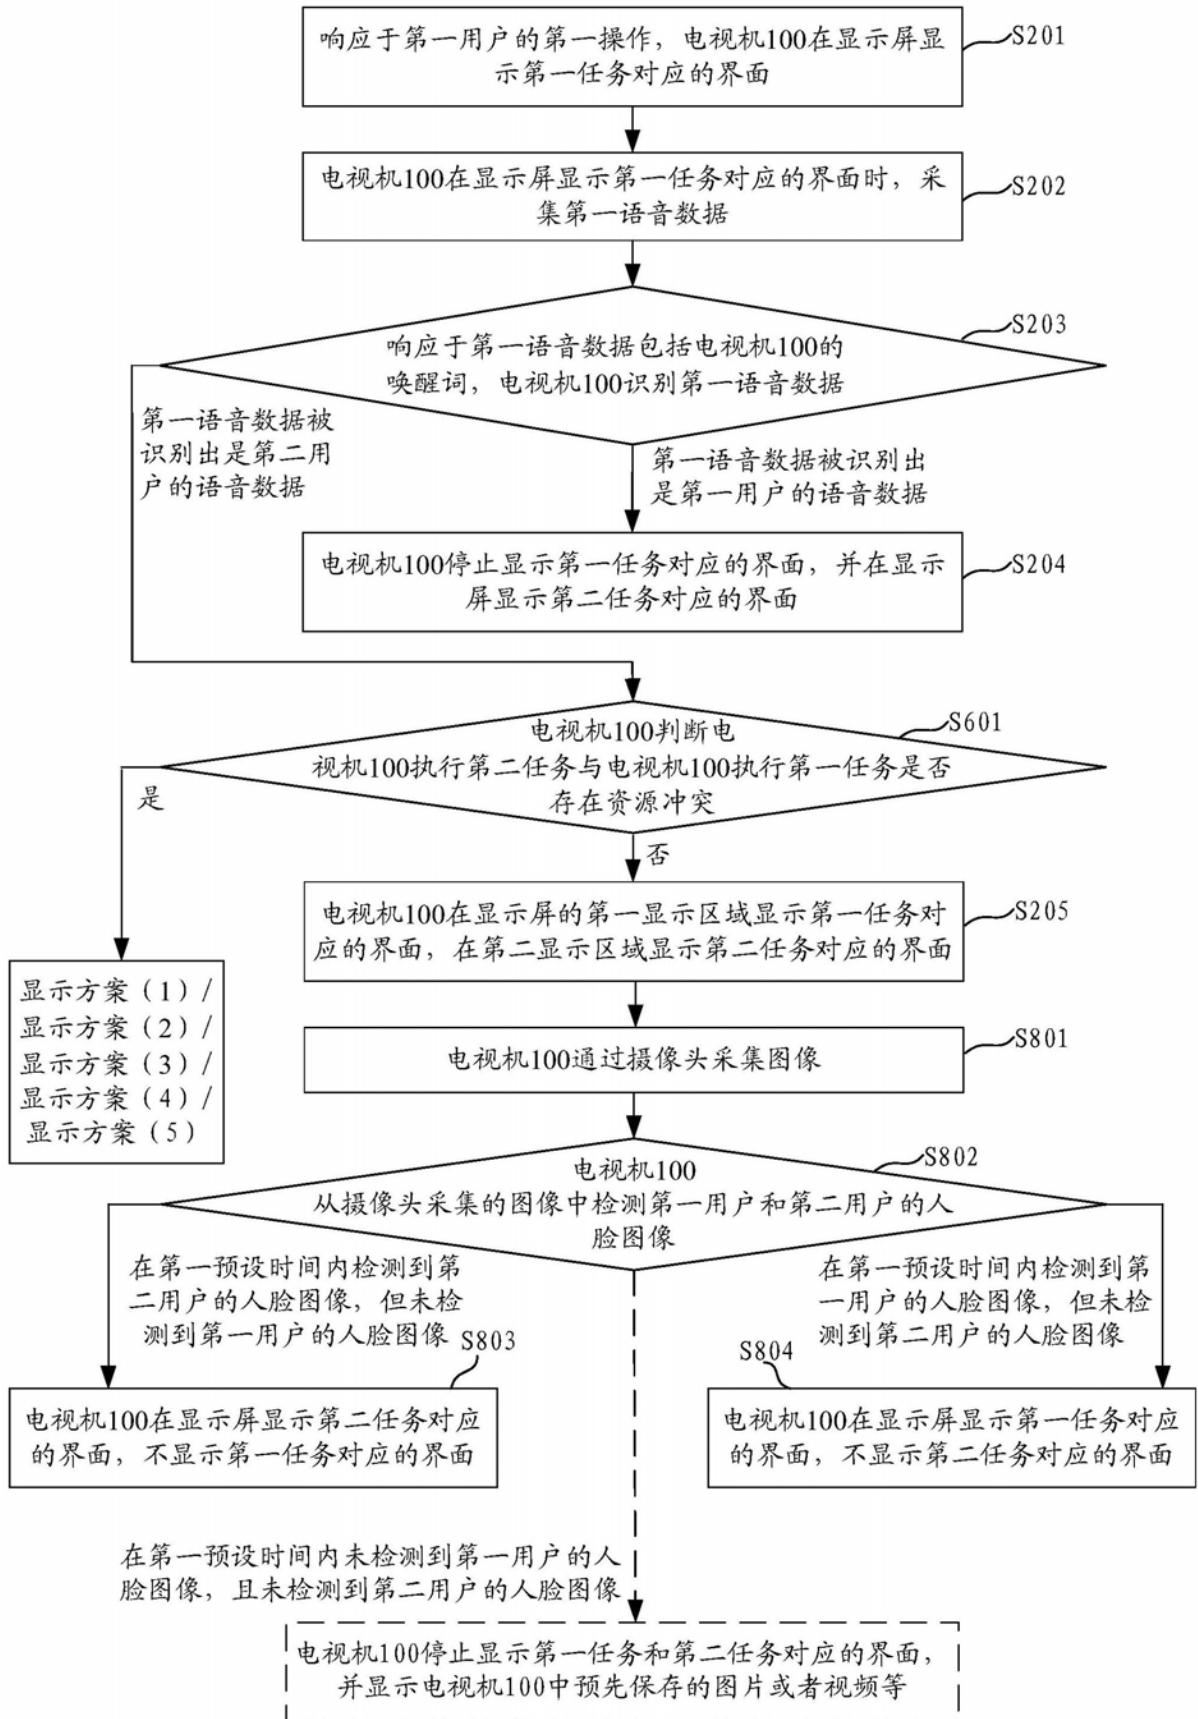 响应于第一用户的第一操作，电视机100在显示屏显
示第一任务对应的界面
S201
电视机100在显示屏显示第一任务对应的界面时，采
集第一语音数据
S202
响应于第一语音数据包括电视机100的
唤醒词，电视机100识别第一语音数据
S203
第一语音数据被
识别出是第二用
户的语音数据
第一语音数据被识别出
是第一用户的语音数据
电视机100停止显示第一任务对应的界面，并在显示
屏显示第二任务对应的界面
S204
电视机100判断电
视机100执行第二任务与电视机100执行第一任务是否
存在资源冲突
S601
是
否
电视机100在显示屏的第一显示区域显示第一任务对
应的界面，在第二显示区域显示第二任务对应的界面
S205
显示方案（1）/
显示方案（2）/
显示方案（3）/
显示方案（4）/
显示方案（5）
电视机100通过摄像头采集图像
S801
电视机100
从摄像头采集的图像中检测第一用户和第二用户的人
脸图像
S802
在第一预设时间内检测到第
二用户的人脸图像，但未检
测到第一用户的人脸图像
S803
在第一预设时间内检测到第
一用户的人脸图像，但未检
测到第二用户的人脸图像
S804
电视机100在显示屏显示第二任务对应
的界面，不显示第一任务对应的界面
电视机100在显示屏显示第一任务对应
的界面，不显示第二任务对应的界面
在第一预设时间内未检测到第一用户的人
脸图像，且未检测到第二用户的人脸图像
电视机100停止显示第一任务和第二任务对应的界面，
并显示电视机100中预先保存的图片或者视频等